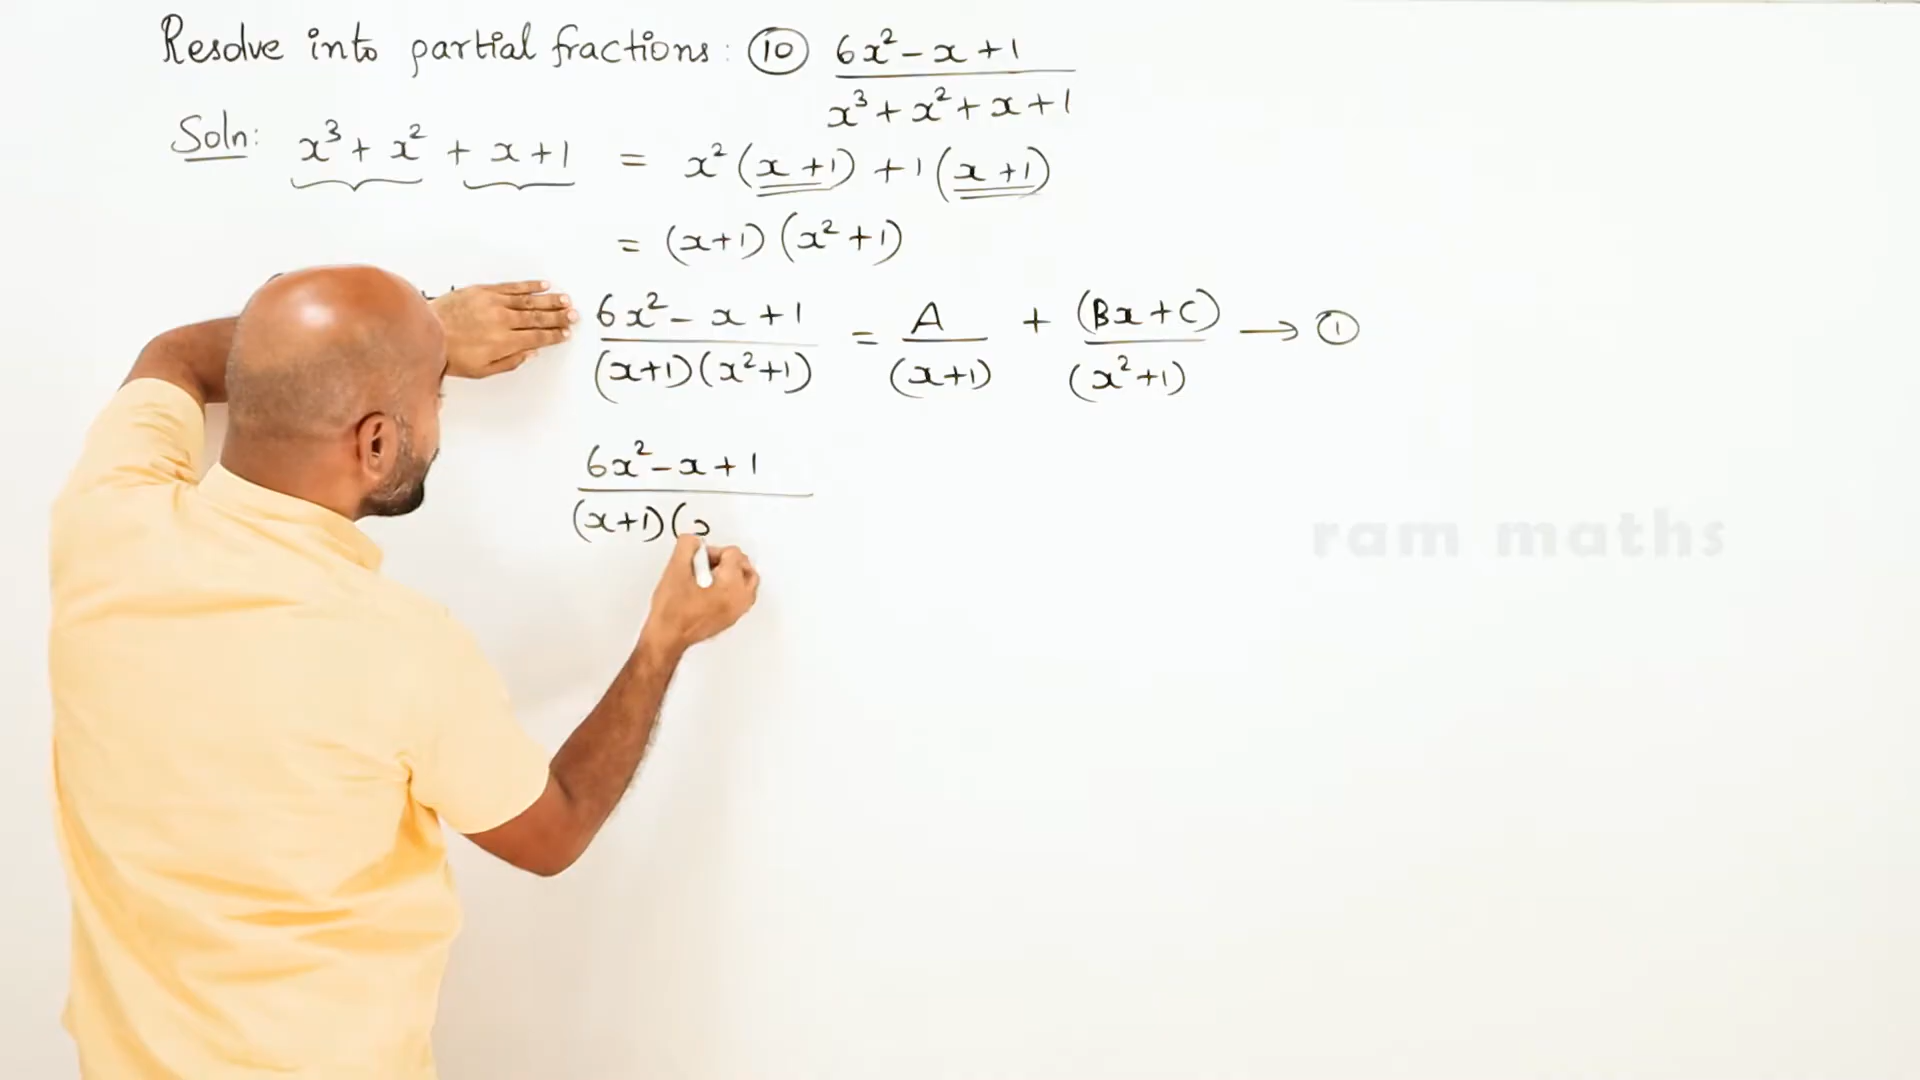 Resolve into partial fractions: ⑩ (6x² - x + 1)/(x³ + x² + x + 1)
Soln: x³ + x² + x + 1 = x²(x+1) + 1(x+1)
= (x+1)(x²+1)
(6x² - x + 1)/((x+1)(x²+1)) = A/(x+1) + (Bx+C)/(x²+1) → ①
(6x² - x + 1)/((x+1)(
ram maths